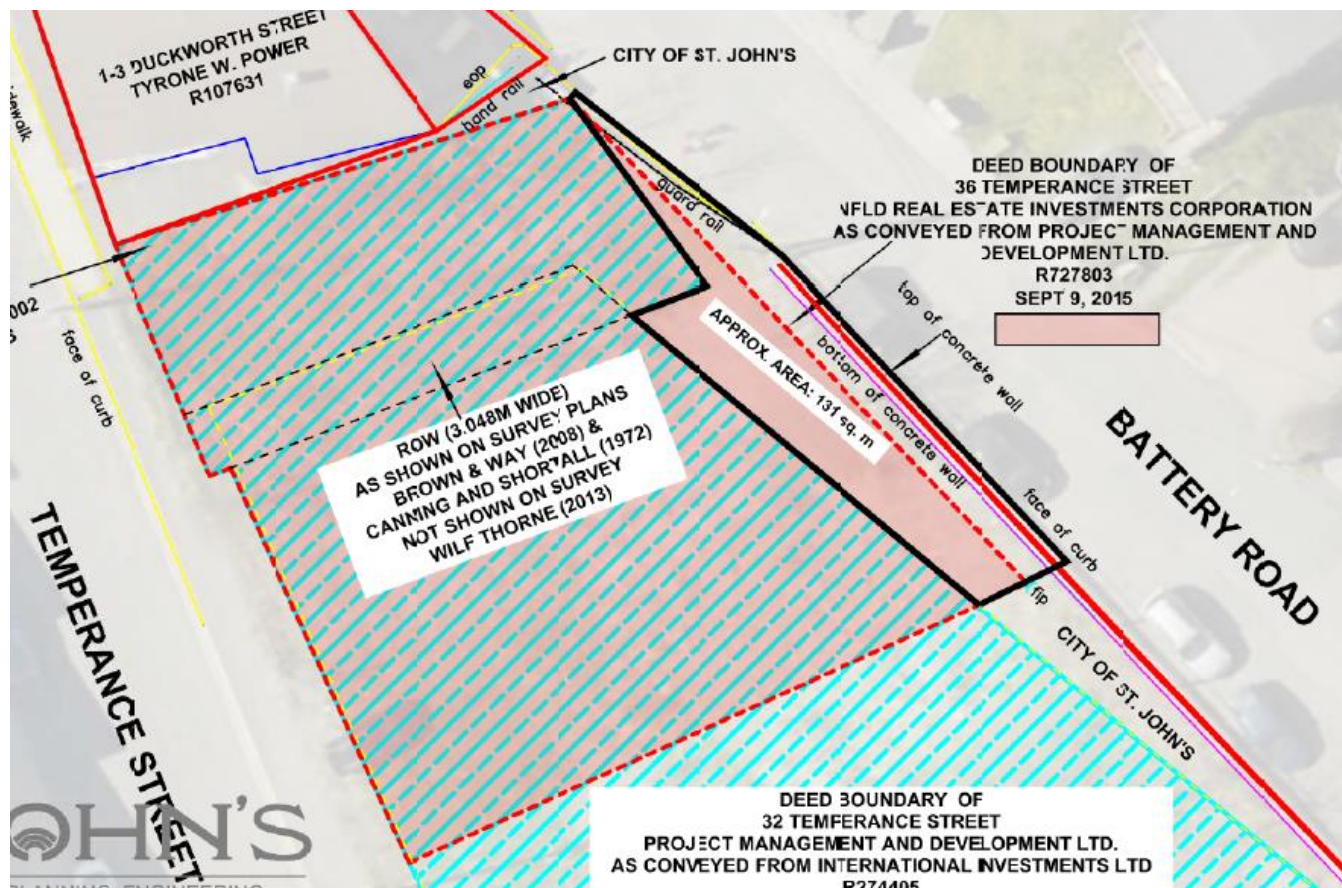 1-3 DUCKWORTH STREET
TYRONE W. POWER
R107631
eop
hand rail
CITY OF ST. JOHN'S
guard rail
DEED BOUNDARY OF
36 TEMPERANCE STREET
NFLD REAL ESTATE INVESTMENTS CORPORATION
AS CONVEYED FROM PROJECT MANAGEMENT AND
DEVELOPMENT LTD.
R727803
SEPT 9, 2015
002
face of curb
top of concrete wall
APPROX. AREA: 131 sq. m
bottom of concrete wall
ROW (3.048M WIDE)
AS SHOWN ON SURVEY PLANS
BROWN & WAY (2008) &
CANNING AND SHORTALL (1972)
NOT SHOWN ON SURVEY
WILF THORNE (2013)
BATTERY ROAD
face of curb
fip
CITY OF ST. JOHN'S
TEMPERANCE STREET
DEED BOUNDARY OF
32 TEMPERANCE STREET
PROJECT MANAGEMENT AND DEVELOPMENT LTD.
AS CONVEYED FROM INTERNATIONAL INVESTMENTS LTD
R274405
OHN'S